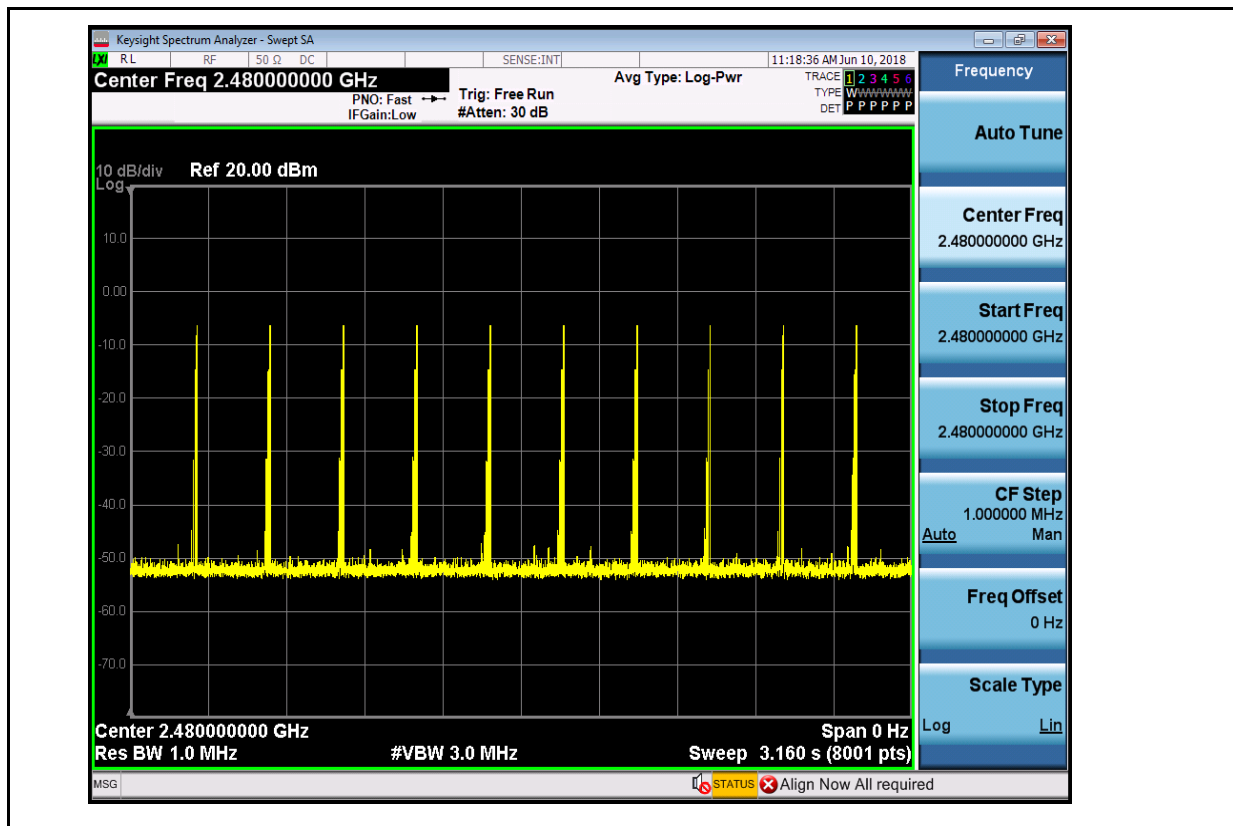 Keysight Spectrum Analyzer - Swept SA
LXI RL RF 50 Ω DC SENSE:INT 11:18:36 AM Jun 10, 2018
Center Freq 2.480000000 GHz
PNO: Fast
IFGain:Low
Trig: Free Run
#Atten: 30 dB
Avg Type: Log-Pwr
TRACE 1 2 3 4 5 6
TYPE WWWWWW
DET P P P P P P
10 dB/div Ref 20.00 dBm
Log
10.0
0.00
-10.0
-20.0
-30.0
-40.0
-50.0
-60.0
-70.0
Center 2.480000000 GHz Span 0 Hz
Res BW 1.0 MHz #VBW 3.0 MHz Sweep 3.160 s (8001 pts)
Frequency
Auto Tune
Center Freq
2.480000000 GHz
Start Freq
2.480000000 GHz
Stop Freq
2.480000000 GHz
CF Step
1.000000 MHz
Auto Man
Freq Offset
0 Hz
Scale Type
Log Lin
MSG STATUS Align Now All required